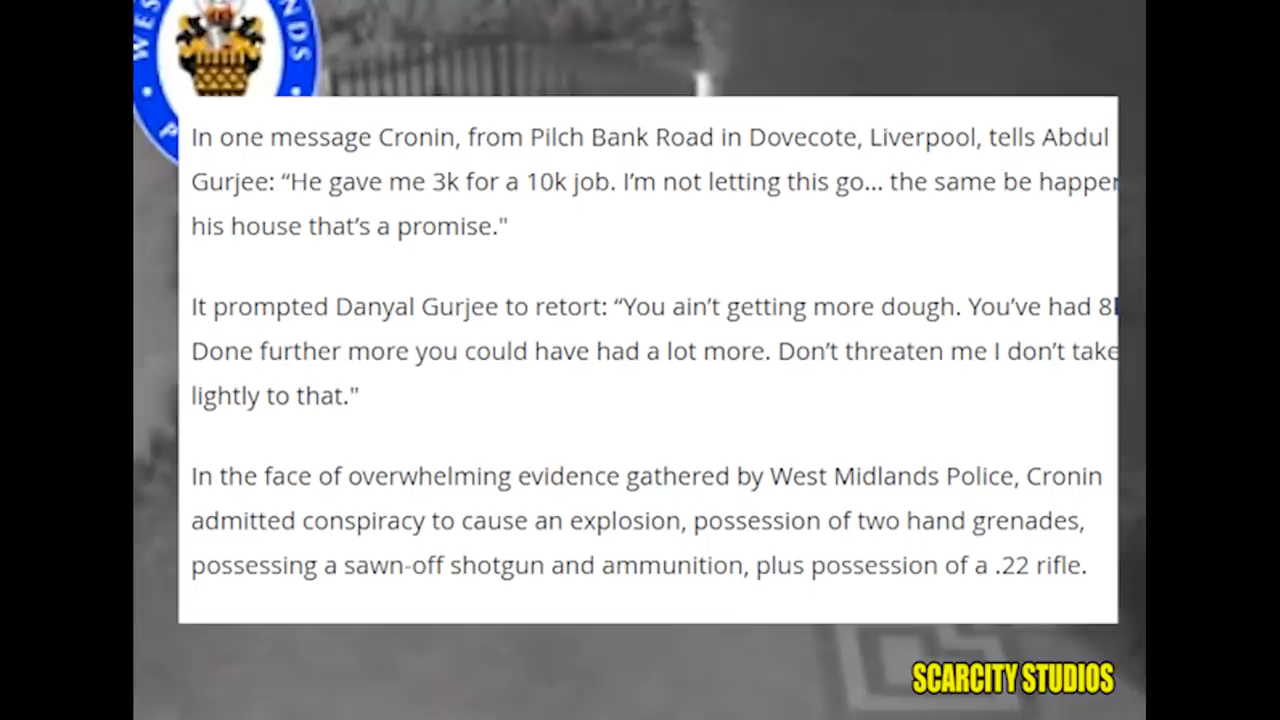 WES NDS
P
In one message Cronin, from Pilch Bank Road in Dovecote, Liverpool, tells Abdul
Gurjee: “He gave me 3k for a 10k job. I’m not letting this go... the same be happen
his house that’s a promise."
It prompted Danyal Gurjee to retort: “You ain’t getting more dough. You’ve had 8
Done further more you could have had a lot more. Don’t threaten me I don’t take
lightly to that."
In the face of overwhelming evidence gathered by West Midlands Police, Cronin
admitted conspiracy to cause an explosion, possession of two hand grenades,
possessing a sawn-off shotgun and ammunition, plus possession of a .22 rifle.
SCARCITY STUDIOS